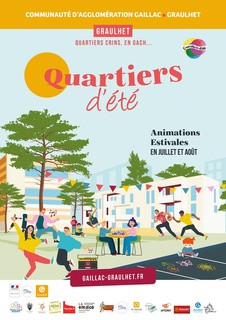 COMMUNAUTÉ D'AGGLOMÉRATION GAILLAC • GRAULHET
GRAULHET
QUARTIERS CRINS, EN GACH...
Quartiers
d'été
Animations
Estivales
EN JUILLET ET AOÛT
GAILLAC-GRAULHET.FR